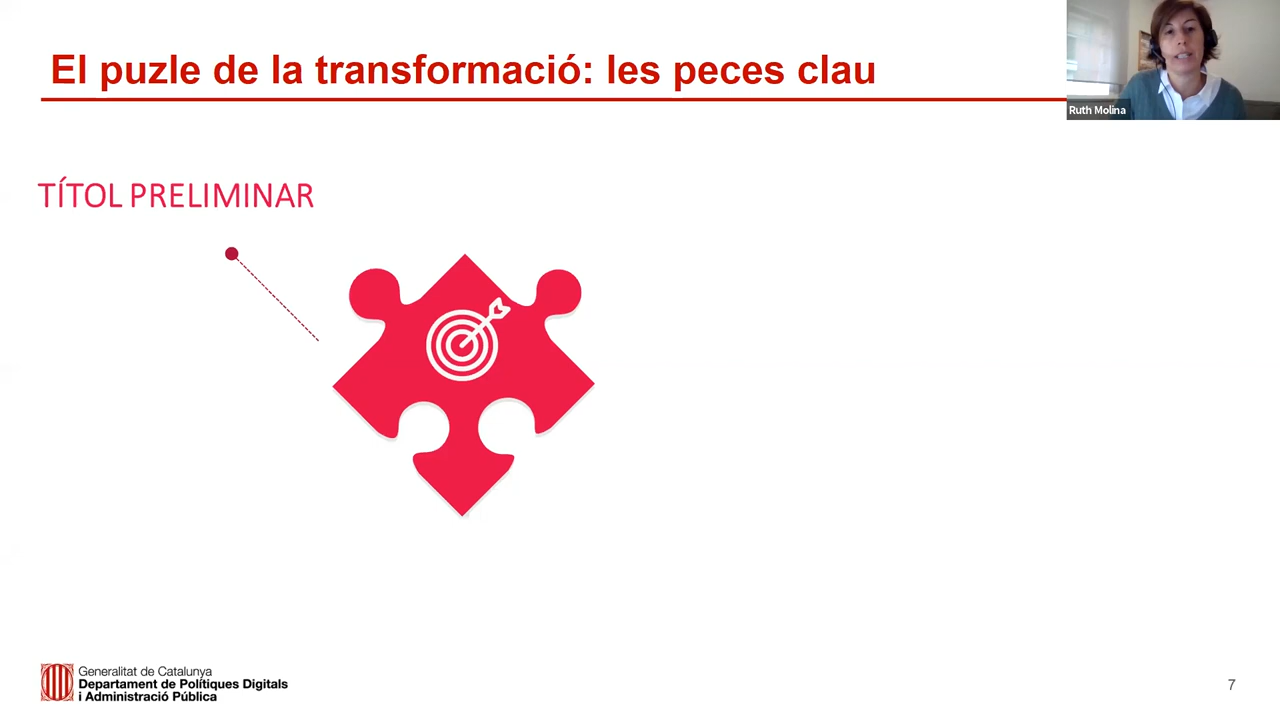 El puzle de la transformació: les peces clau
Ruth Molina
TÍTOL PRELIMINAR
Generalitat de Catalunya
Departament de Polítiques Digitals
i Administració Pública
7